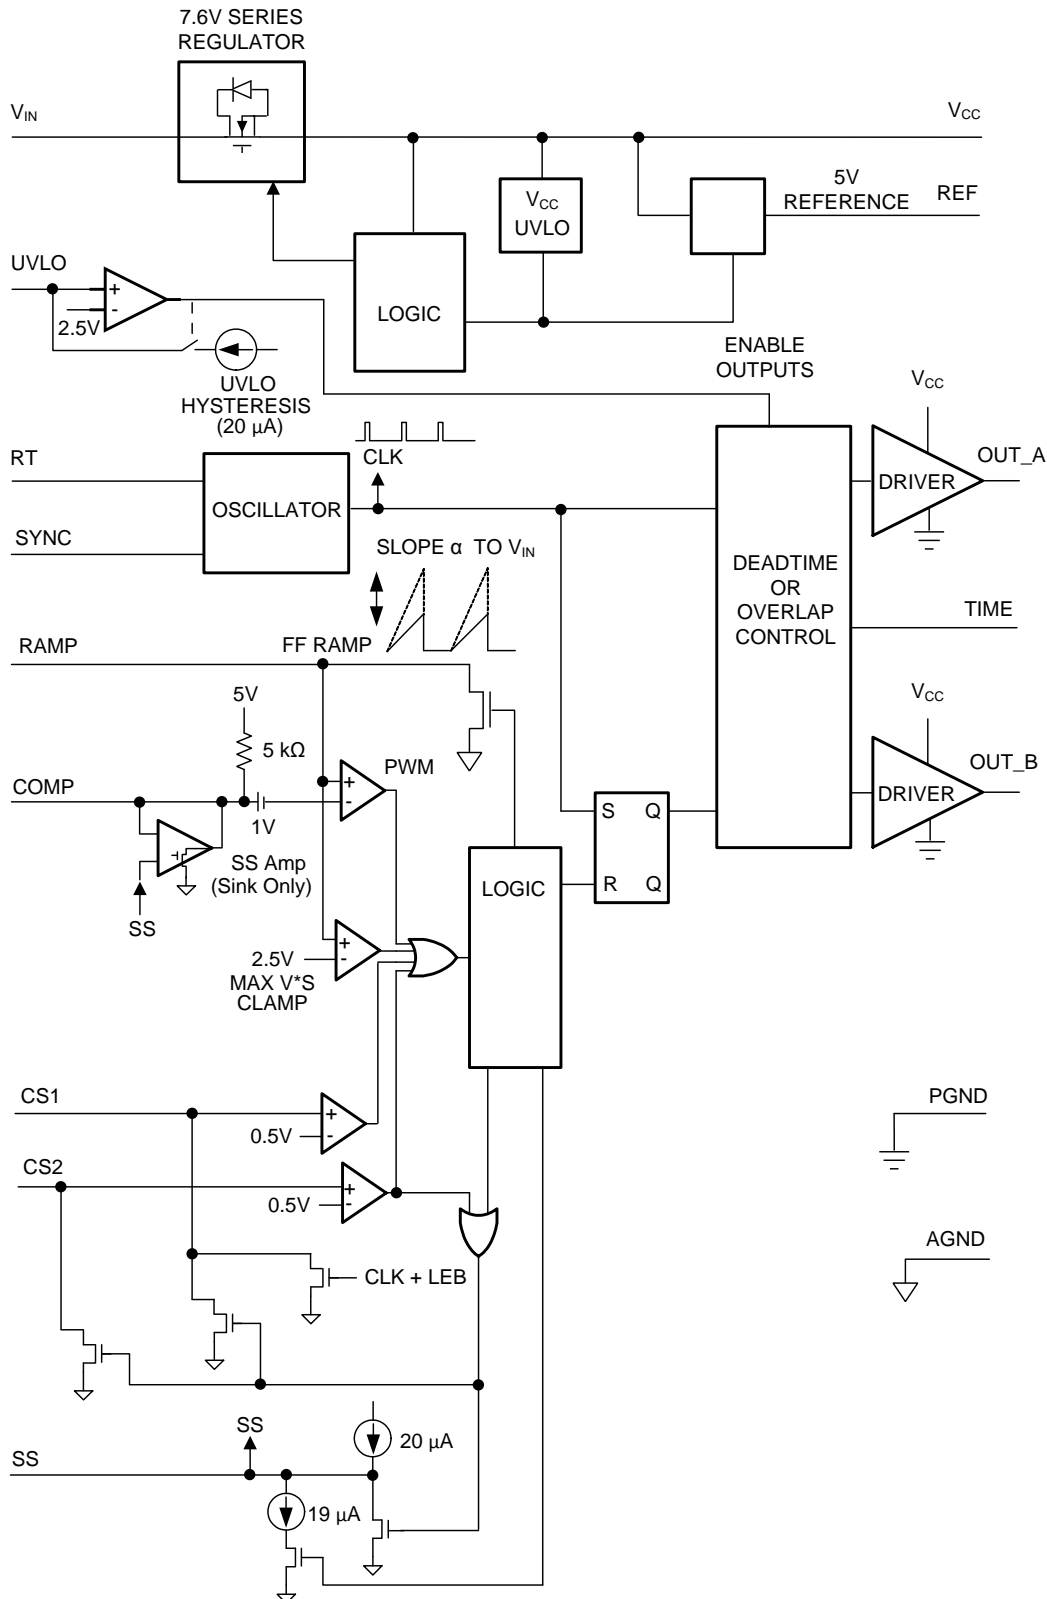 7.6V SERIES
REGULATOR
VIN
VCC
VCC
UVLO
5V
REFERENCE
REF
UVLO
+
-
2.5V
LOGIC
UVLO
HYSTERESIS
(20 µA)
ENABLE
OUTPUTS
VCC
RT
CLK
OUT_A
DRIVER
OSCILLATOR
SYNC
SLOPE α TO VIN
DEADTIME
OR
OVERLAP
CONTROL
TIME
RAMP
FF RAMP
5V
5 kΩ
VCC
COMP
+
-
PWM
OUT_B
DRIVER
1V
S Q
SS Amp
(Sink Only)
LOGIC
R Q
SS
+
-
2.5V
MAX V*S
CLAMP
CS1
+
-
0.5V
PGND
CS2
+
-
0.5V
AGND
CLK + LEB
SS
20 µA
SS
19 µA